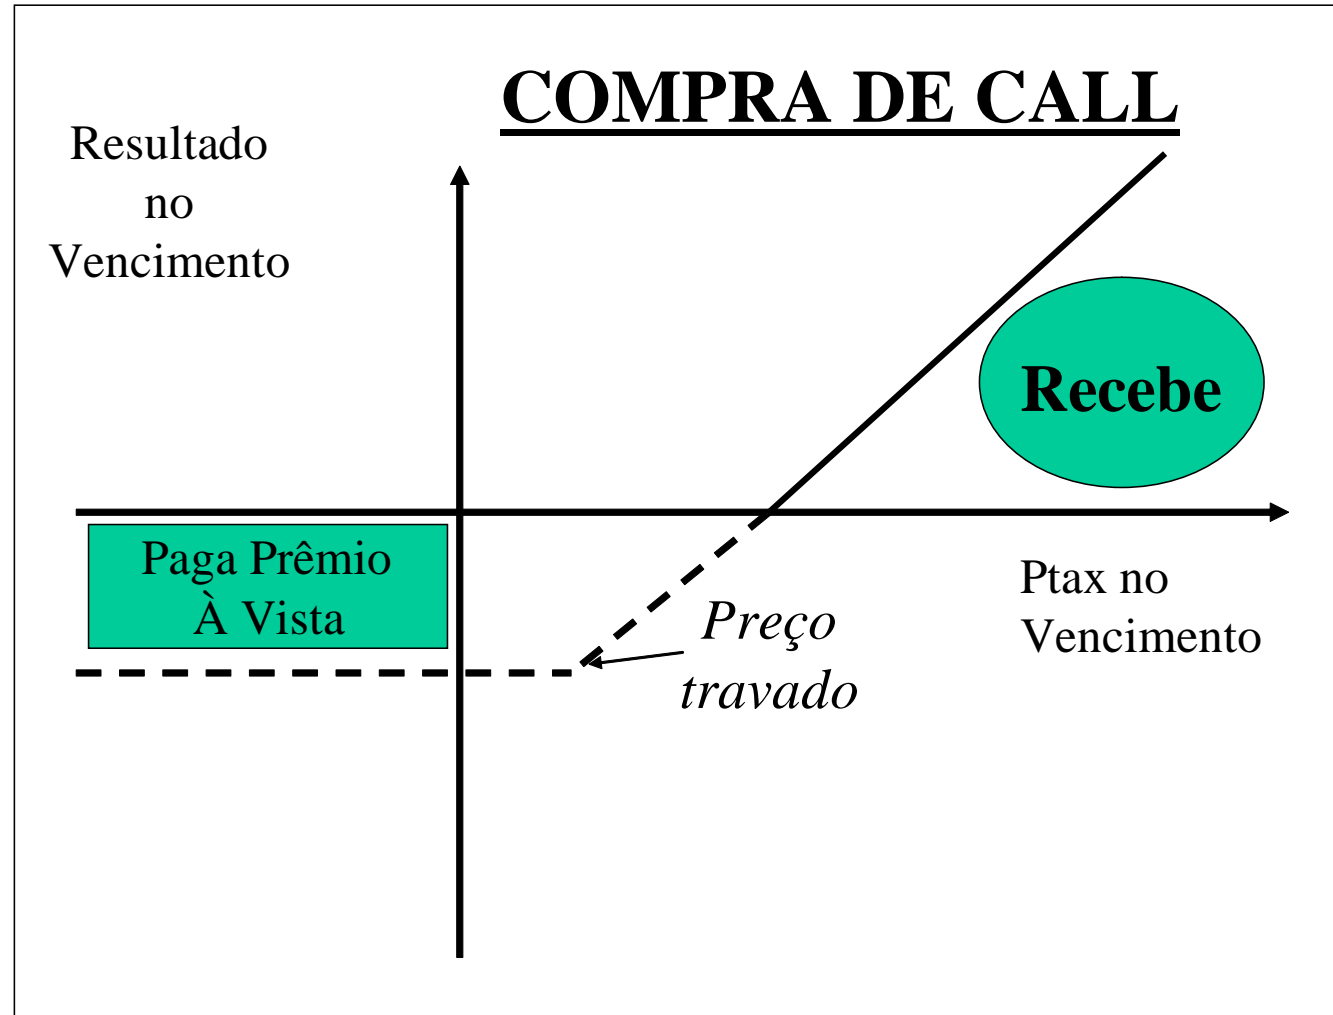 COMPRA DE CALL
Resultado
no
Vencimento
Recebe
Paga Prêmio
À Vista
Ptax no
Vencimento
Preço
travado